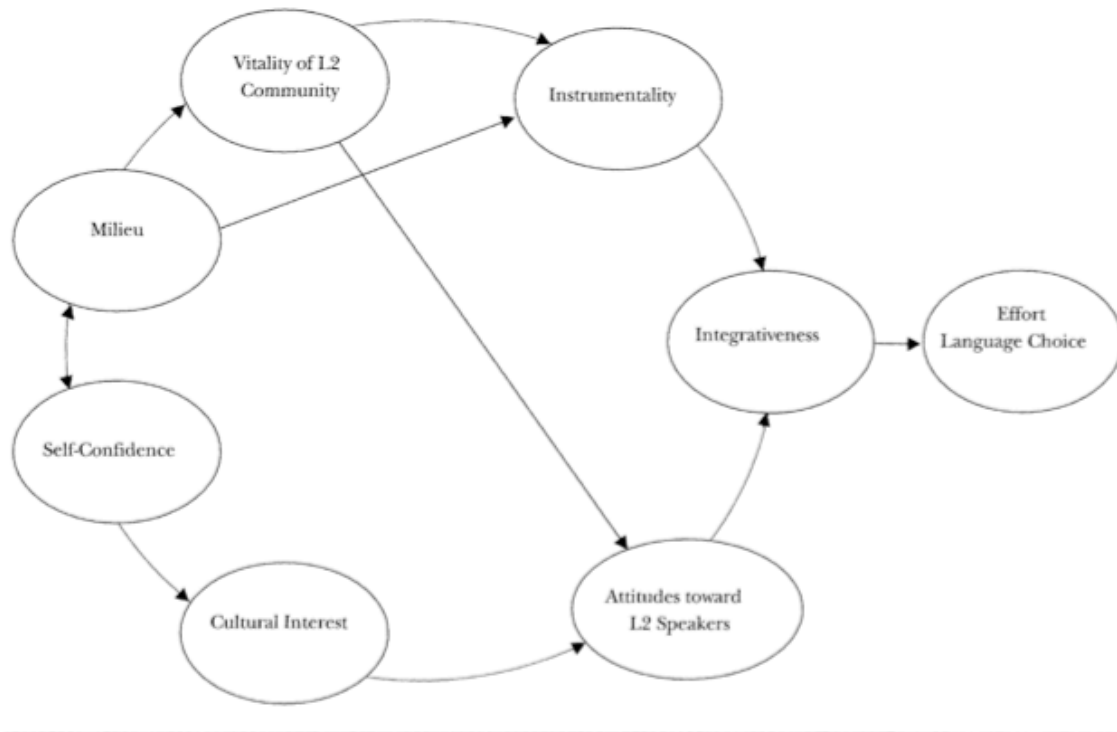 Vitality of L2
Community
Instrumentality
Milieu
Integrativeness
Effort
Language Choice
Self-Confidence
Cultural Interest
Attitudes toward
L2 Speakers